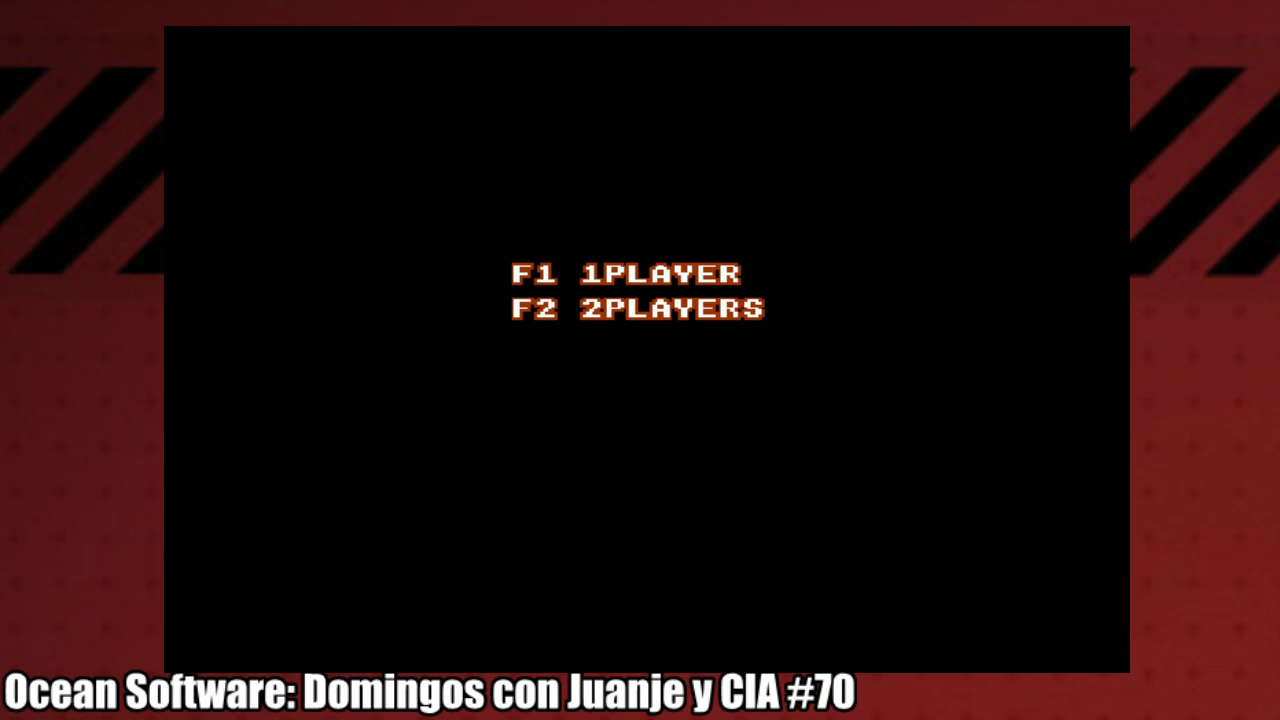 F1 1PLAYER
F2 2PLAYERS
Ocean Software: Domingos con Juanje y CIA #70